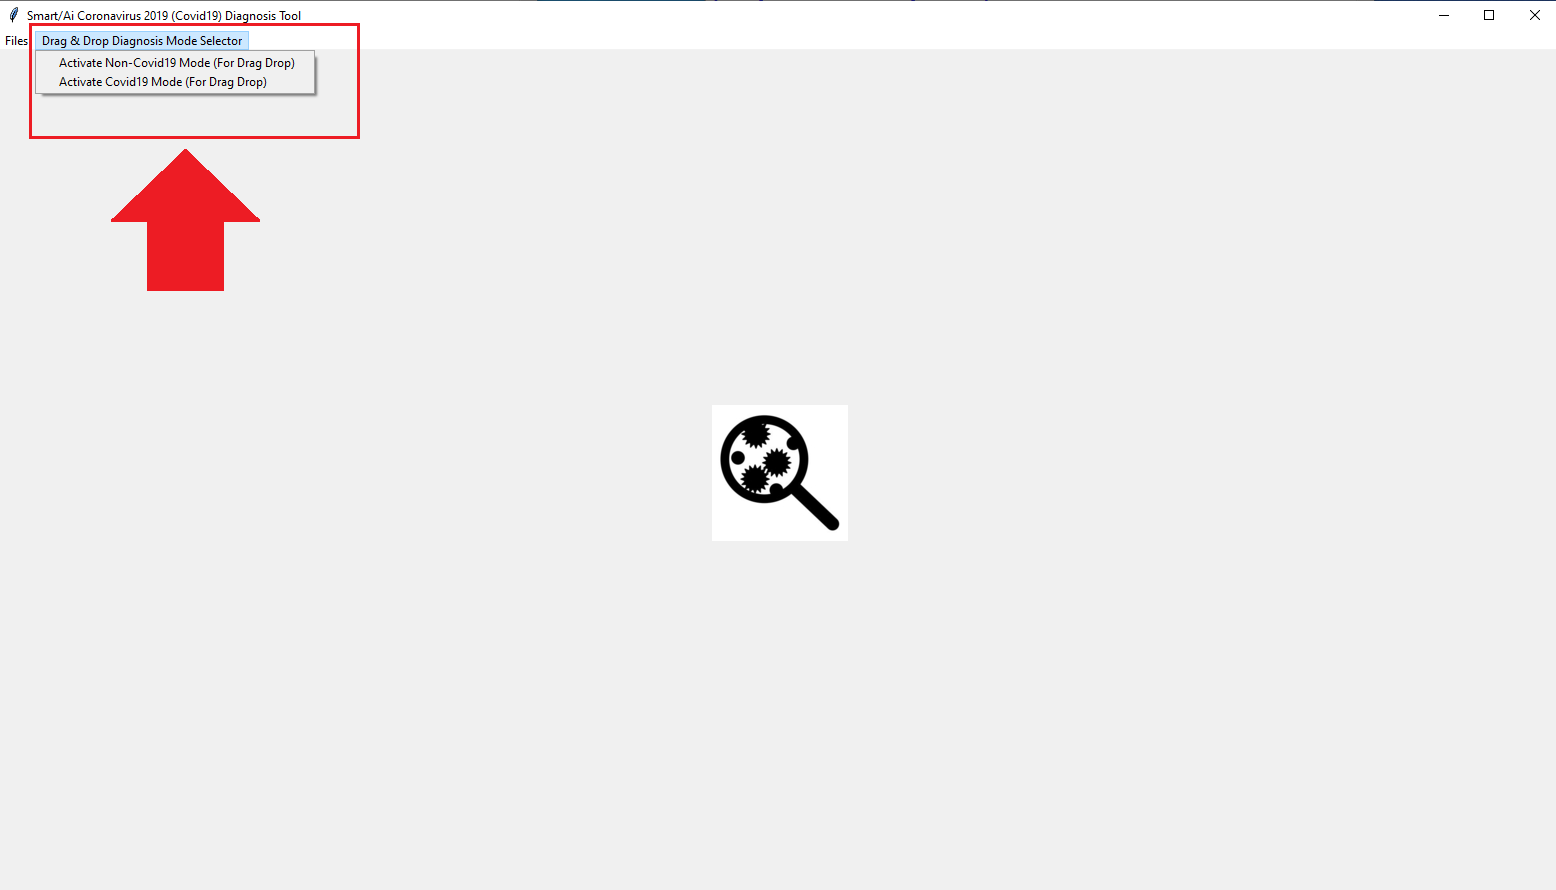 Smart/Ai Coronavirus 2019 (Covid19) Diagnosis Tool
Files Drag & Drop Diagnosis Mode Selector
Activate Non-Covid19 Mode (For Drag Drop)
Activate Covid19 Mode (For Drag Drop)